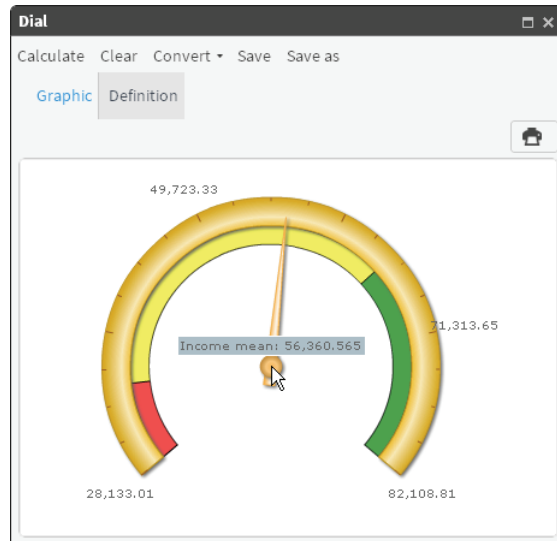 Dial
Calculate Clear Convert Save Save as
Graphic Definition
49,723.33
71,313.65
Income mean: 56,360.565
28,133.01 82,108.81